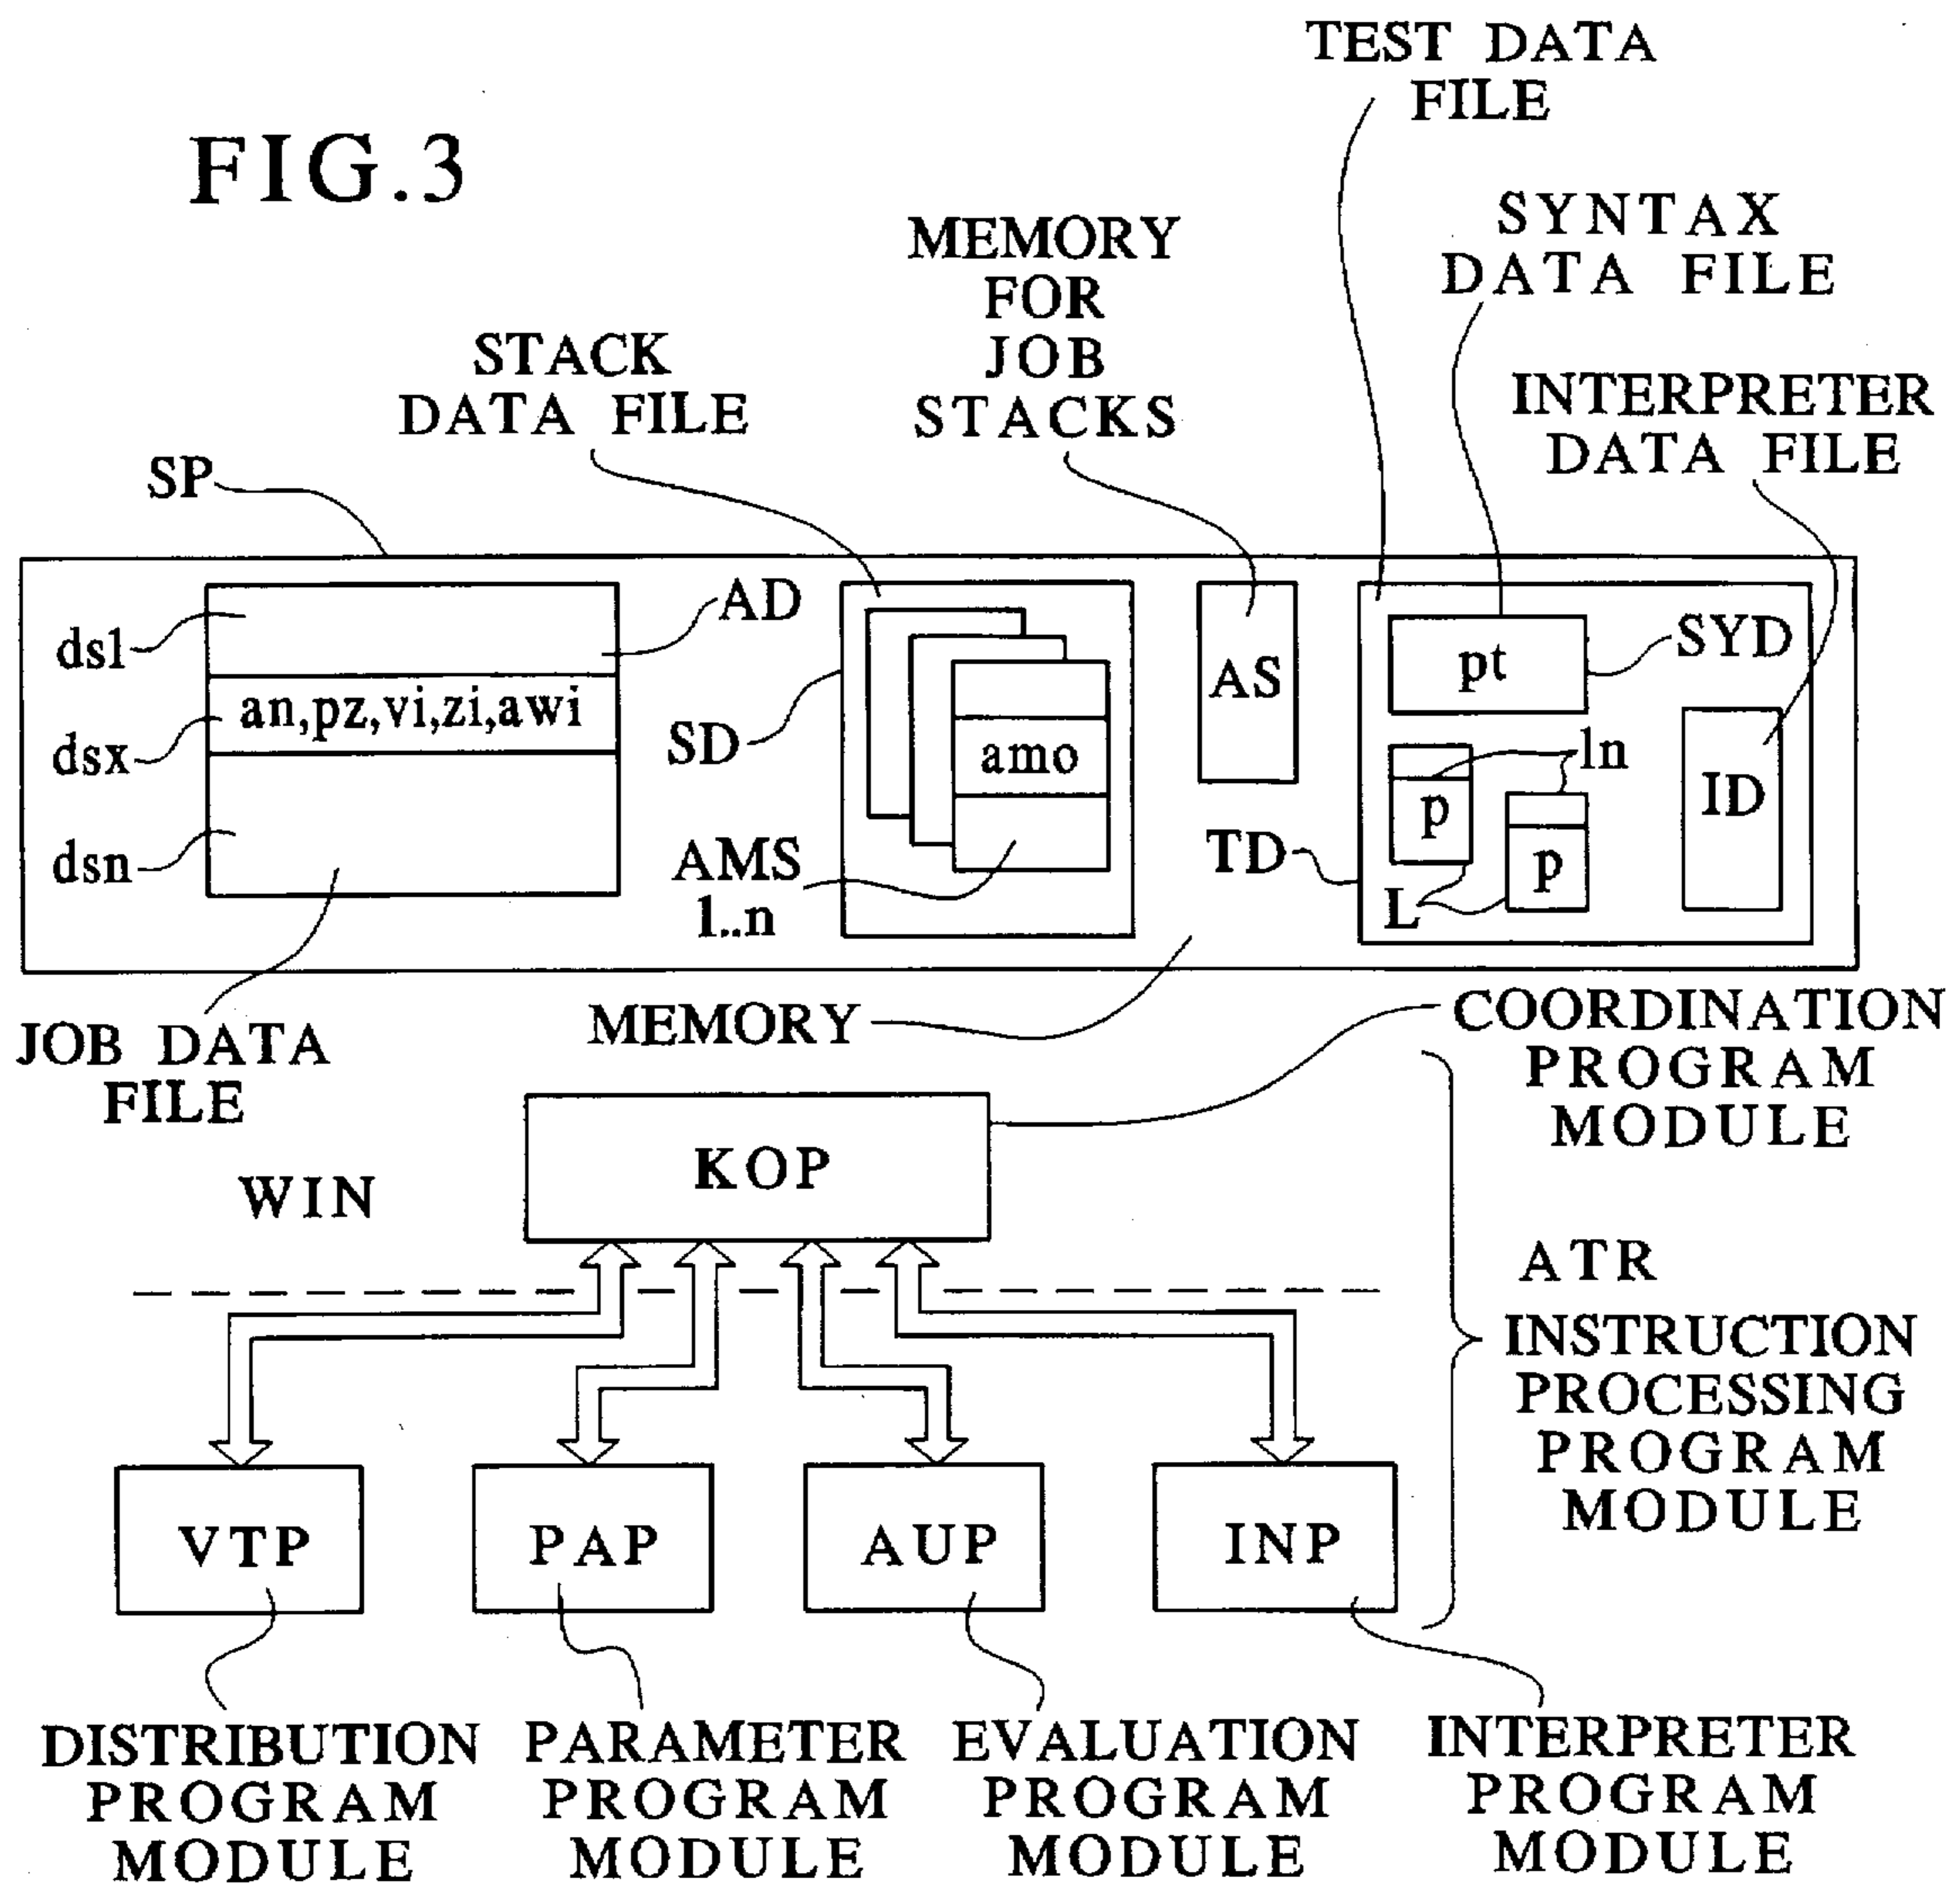 TEST DATA
FILE
FIG.3
SYNTAX
DATA FILE
MEMORY
FOR
JOB
STACKS
STACK
DATA FILE
INTERPRETER
DATA FILE
SP
AD
ds1
an,pz,vi,zi,awi
dsx
dsn
SD
amo
AMS
1..n
AS
TD
pt
SYD
ln
p
p
L
ID
JOB DATA
FILE
MEMORY
COORDINATION
PROGRAM
MODULE
KOP
WIN
ATR
INSTRUCTION
PROCESSING
PROGRAM
MODULE
VTP
PAP
AUP
INP
DISTRIBUTION
PROGRAM
MODULE
PARAMETER
PROGRAM
MODULE
EVALUATION
PROGRAM
MODULE
INTERPRETER
PROGRAM
MODULE